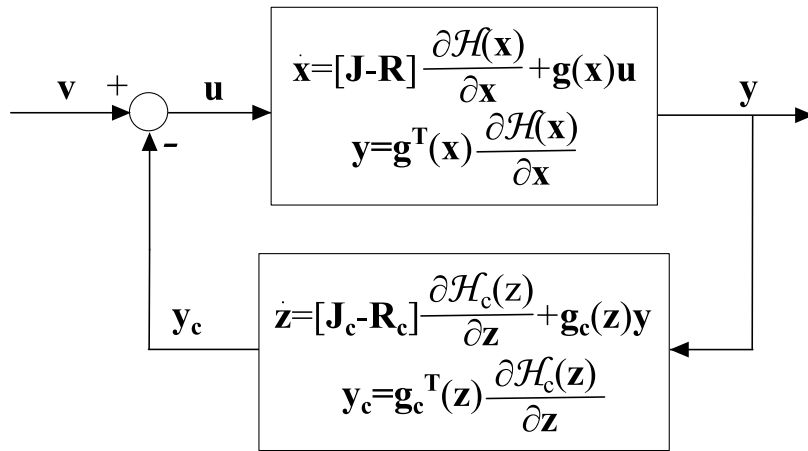 v + u
ẋ=[J-R] ∂ℋ(x)/∂x +g(x)u
y=gᵀ(x) ∂ℋ(x)/∂x
y
-
y_c
ż=[J_c-R_c] ∂ℋ_c(z)/∂z +g_c(z)y
y_c=g_cᵀ(z) ∂ℋ_c(z)/∂z